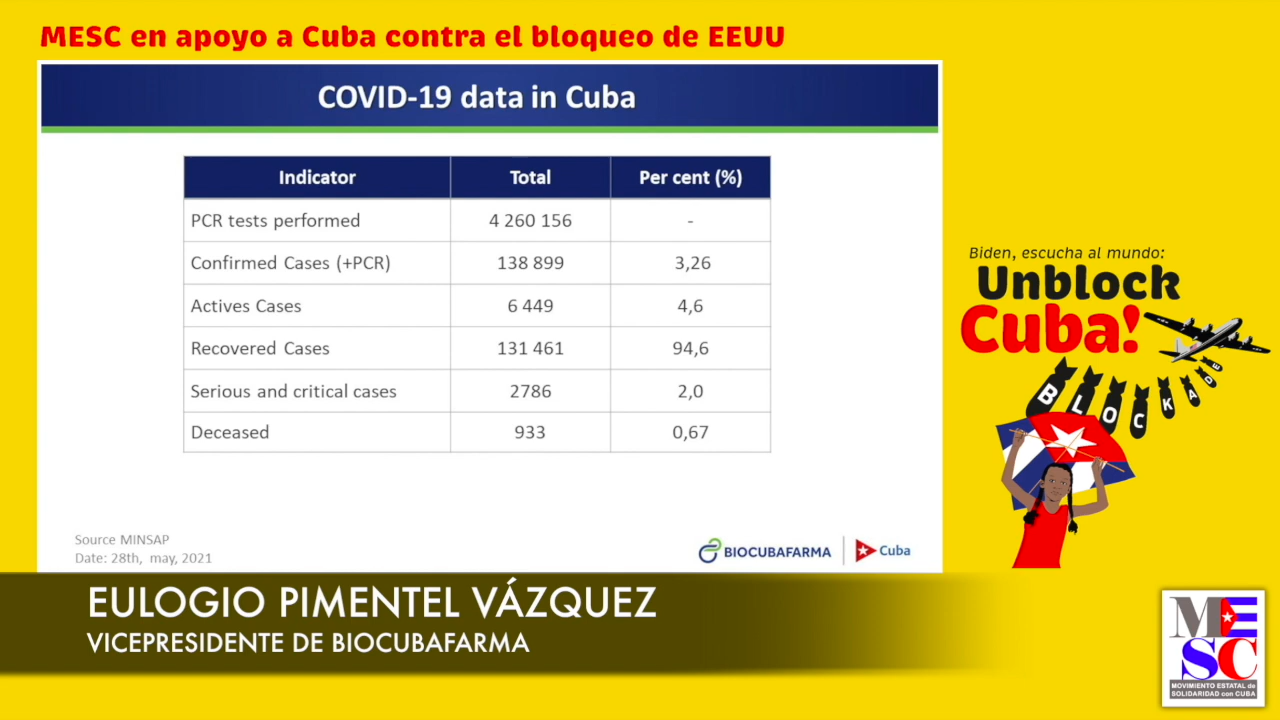 MESC en apoyo a Cuba contra el bloqueo de EEUU
COVID-19 data in Cuba
Indicator Total Per cent (%)
PCR tests performed 4 260 156 -
Confirmed Cases (+PCR) 138 899 3,26
Actives Cases 6 449 4,6
Recovered Cases 131 461 94,6
Serious and critical cases 2786 2,0
Deceased 933 0,67
Source MINSAP
Date: 28th, may, 2021
BIOCUBAFARMA
Cuba
Biden, escucha al mundo:
Unblock
Cuba!
BLOCKADE
EULOGIO PIMENTEL VÁZQUEZ
VICEPRESIDENTE DE BIOCUBAFARMA
MESC
MOVIMIENTO ESTATAL de
SOLIDARIDAD con CUBA